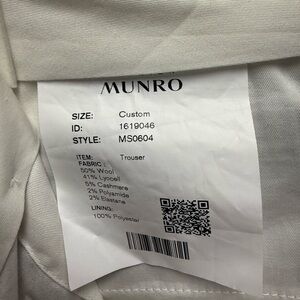 MUNRO
SIZE: Custom
ID: 1619046
STYLE: MS0604
ITEM: Trouser
FABRIC :
50% Wool
41% Lyocell
5% Cashmere
2% Polyamide
2% Elastane
LINING:
100% Polyester